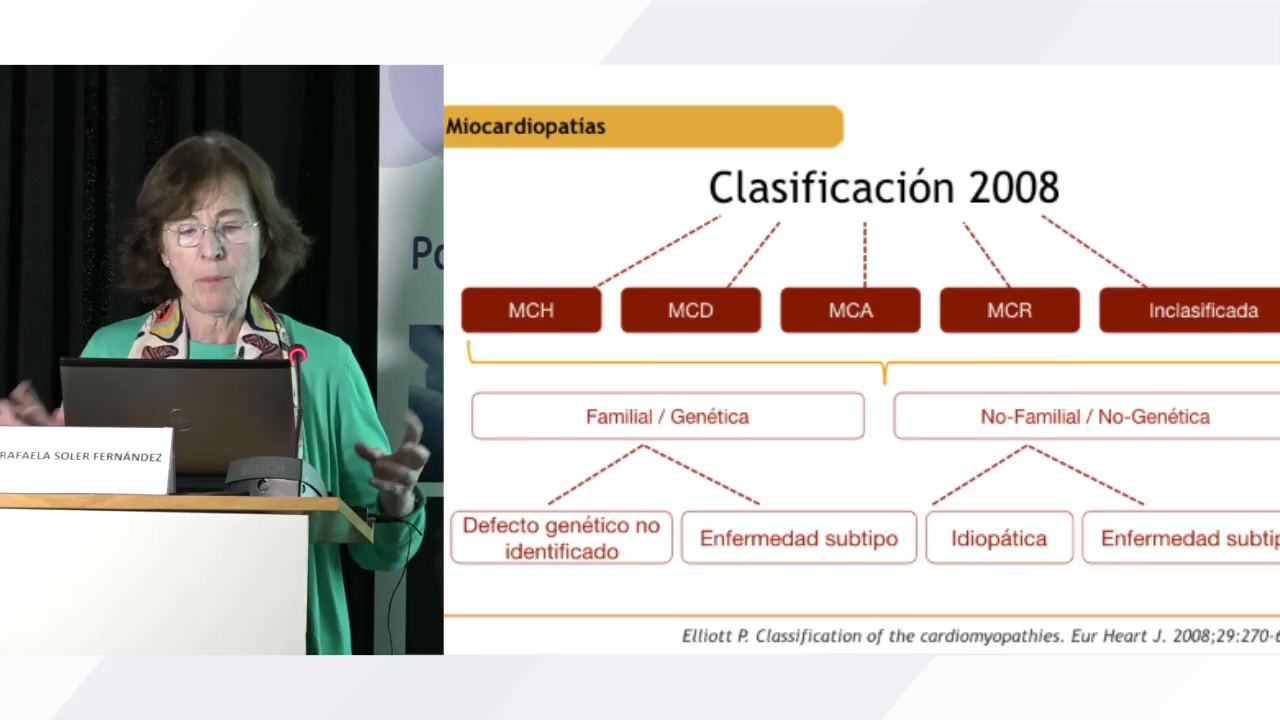 Miocardiopatías
Clasificación 2008
MCH
MCD
MCA
MCR
Inclasificada
Familial / Genética
No-Familial / No-Genética
Defecto genético no
identificado
Enfermedad subtipo
Idiopática
Enfermedad subtip
Elliott P. Classification of the cardiomyopathies. Eur Heart J. 2008;29:270-6
RAFAELA SOLER FERNÁNDEZ
Po